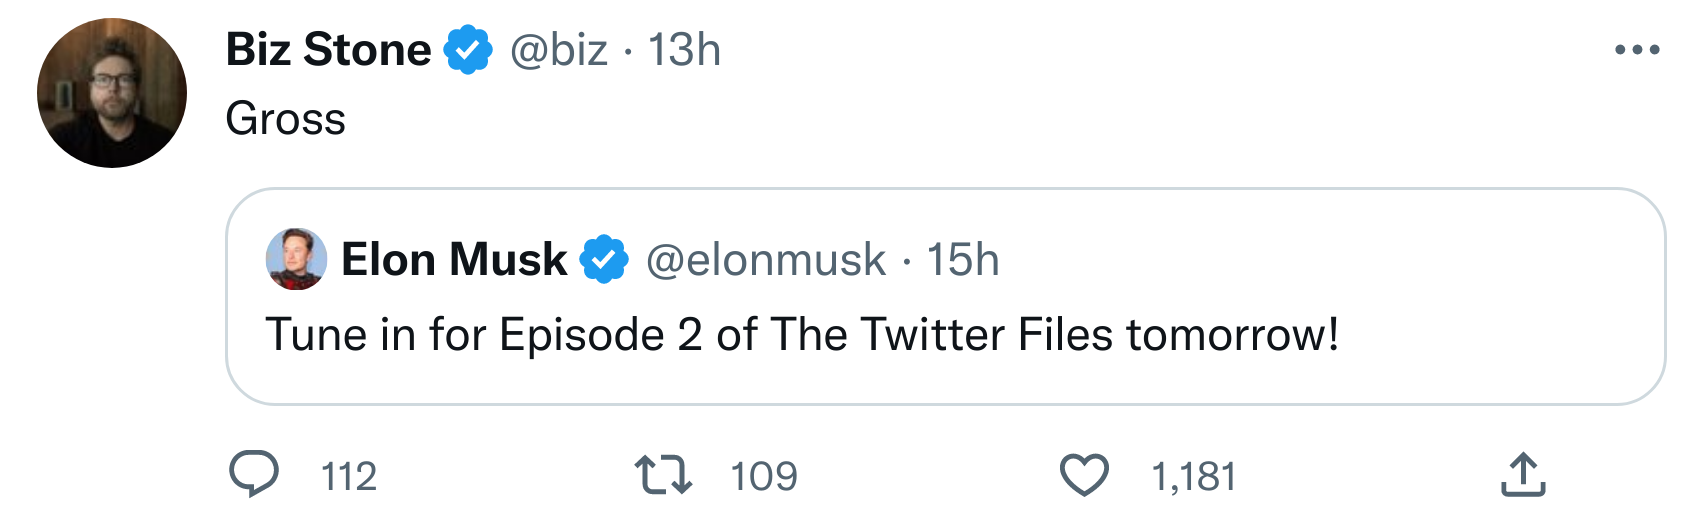 Biz Stone @biz · 13h
Gross
Elon Musk @elonmusk · 15h
Tune in for Episode 2 of The Twitter Files tomorrow!
112 109 1,181